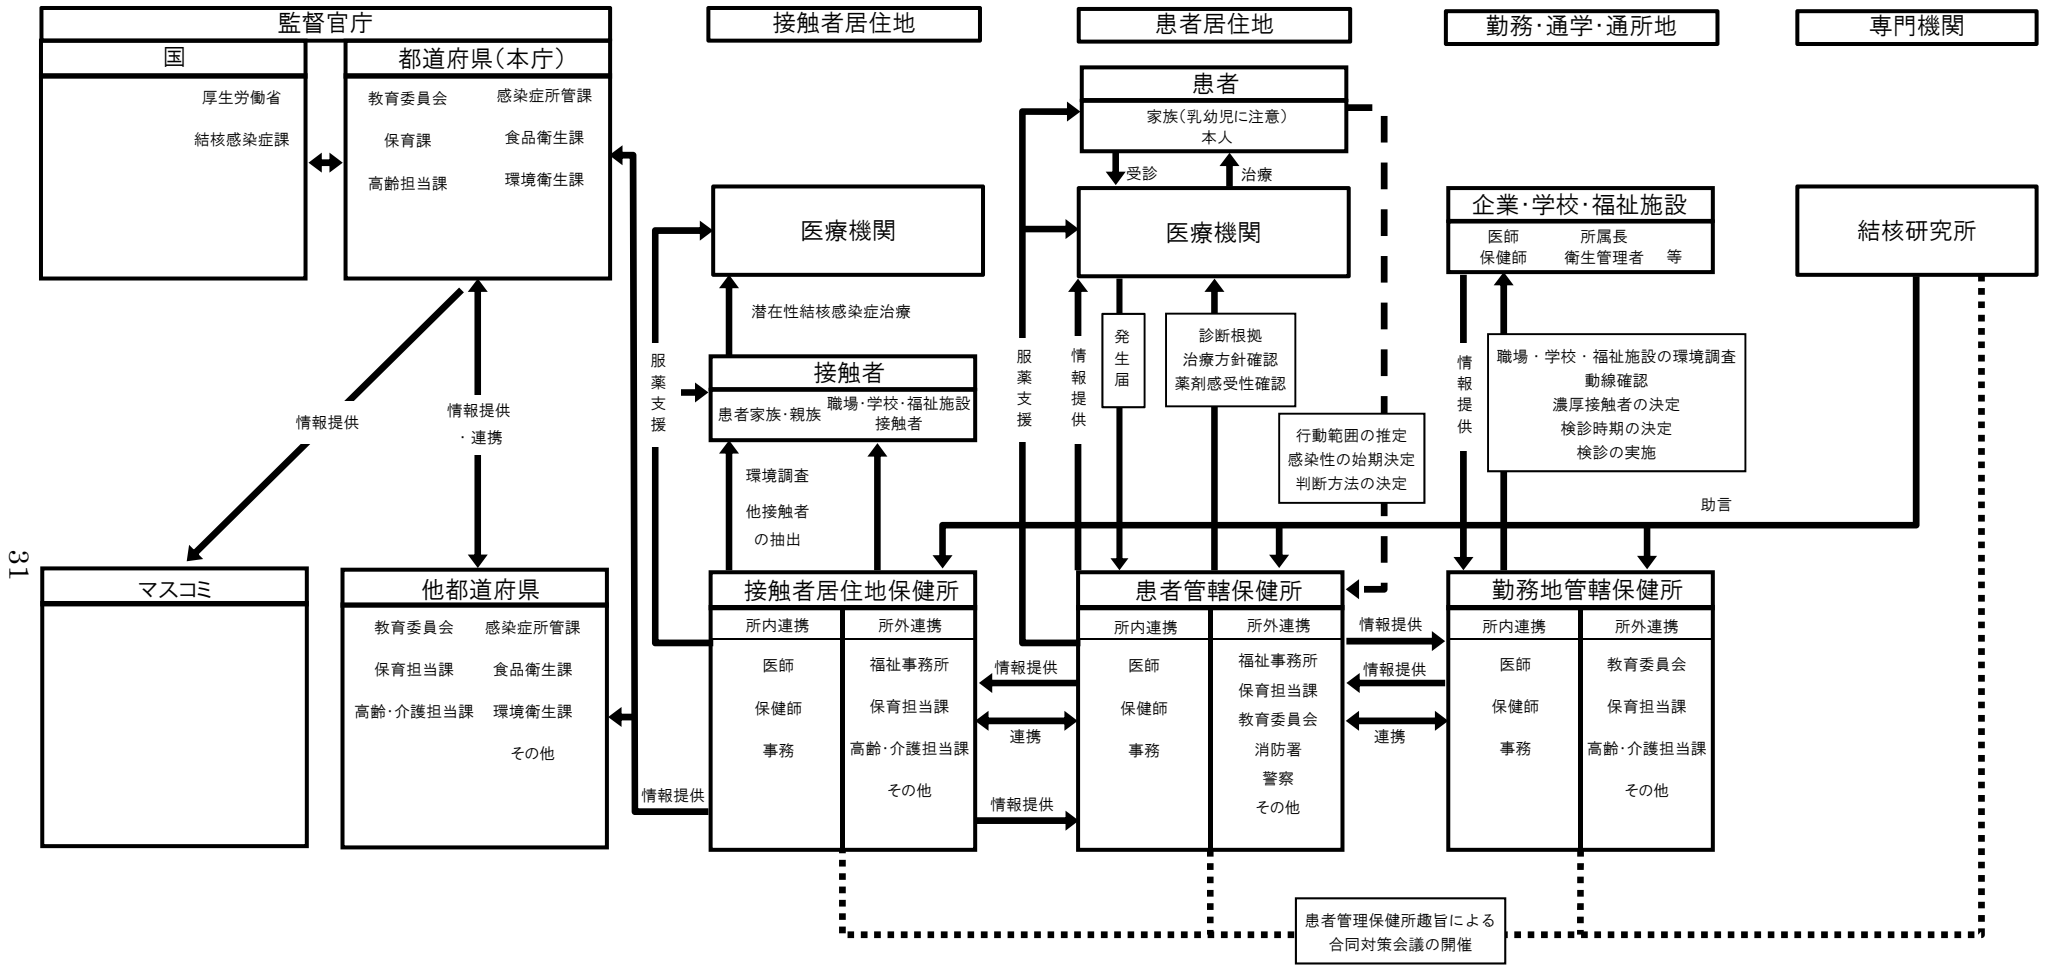 監督官庁
国
厚生労働省
結核感染症課
都道府県（本庁）
教育委員会
感染症所管課
保育課
食品衛生課
高齢担当課
環境衛生課
情報提供
情報提供
・連携
マスコミ
他都道府県
教育委員会
感染症所管課
保育担当課
食品衛生課
高齢・介護担当課
環境衛生課
その他
接触者居住地
医療機関
潜在性結核感染症治療
服薬支援
接触者
患者家族・親族
職場・学校・福祉施設
接触者
環境調査
他接触者
の抽出
接触者居住地保健所
所内連携
所外連携
医師
保健師
事務
福祉事務所
保育担当課
高齢・介護担当課
その他
情報提供
情報提供
連携
情報提供
患者居住地
患者
家族（乳幼児に注意）
本人
受診
治療
医療機関
服薬支援
情報提供
発生届
診断根拠
治療方針確認
薬剤感受性確認
行動範囲の推定
感染性の始期決定
判断方法の決定
患者管轄保健所
所内連携
所外連携
医師
保健師
事務
福祉事務所
保育担当課
教育委員会
消防署
警察
その他
情報提供
情報提供
連携
勤務・通学・通所地
企業・学校・福祉施設
医師
所属長
保健師
衛生管理者
等
情報提供
職場・学校・福祉施設の環境調査
動線確認
濃厚接触者の決定
検診時期の決定
検診の実施
勤務地管轄保健所
所内連携
所外連携
医師
保健師
事務
教育委員会
保育担当課
高齢・介護担当課
その他
専門機関
結核研究所
助言
患者管理保健所趣旨による
合同対策会議の開催
31